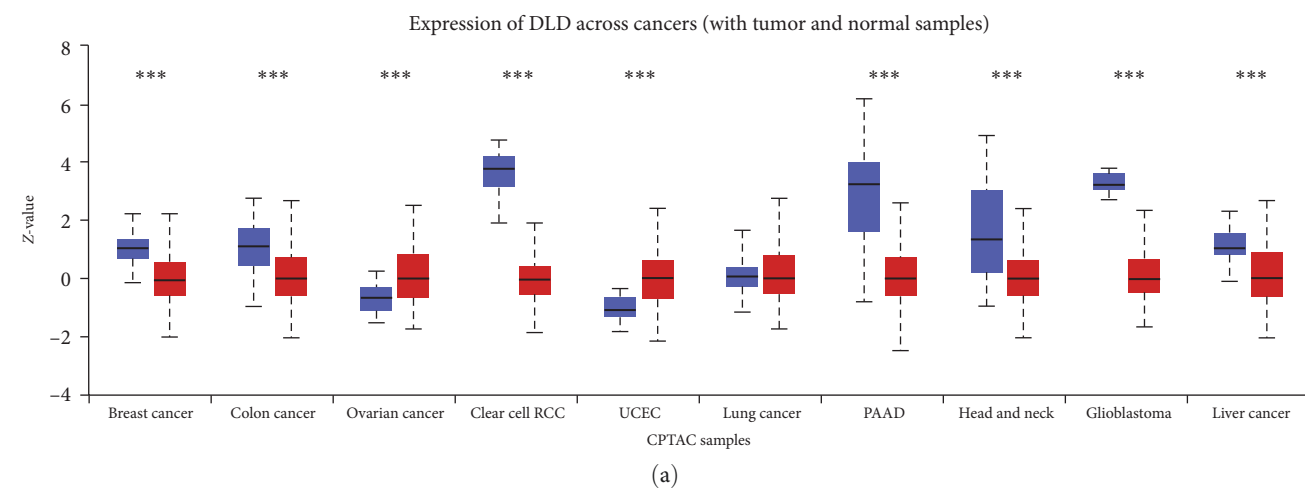 Expression of DLD across cancers (with tumor and normal samples)
8
6
4
2
0
−2
−4
Z-value
*** *** *** *** *** *** *** *** ***
Breast cancer Colon cancer Ovarian cancer Clear cell RCC UCEC Lung cancer PAAD Head and neck Glioblastoma Liver cancer
CPTAC samples
(a)